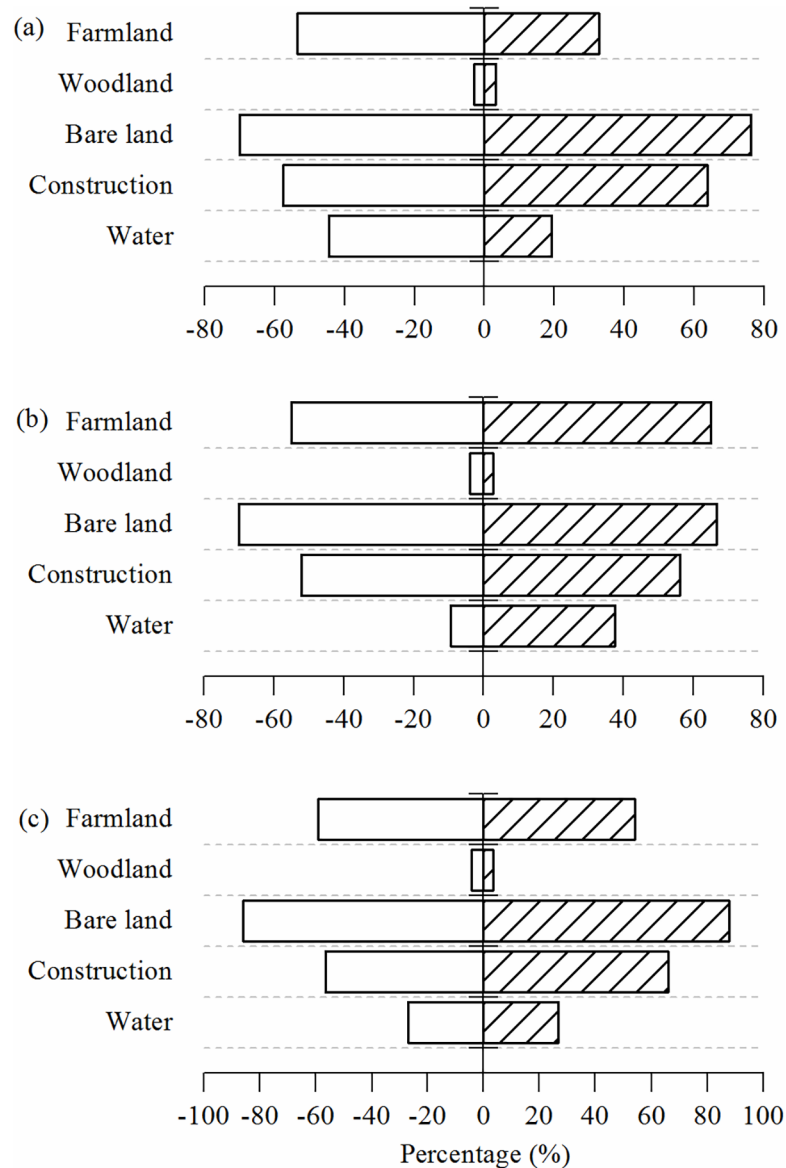 (a) Farmland
Woodland
Bare land
Construction
Water
-80 -60 -40 -20 0 20 40 60 80
(b) Farmland
Woodland
Bare land
Construction
Water
-80 -60 -40 -20 0 20 40 60 80
(c) Farmland
Woodland
Bare land
Construction
Water
-100 -80 -60 -40 -20 0 20 40 60 80 100
Percentage (%)